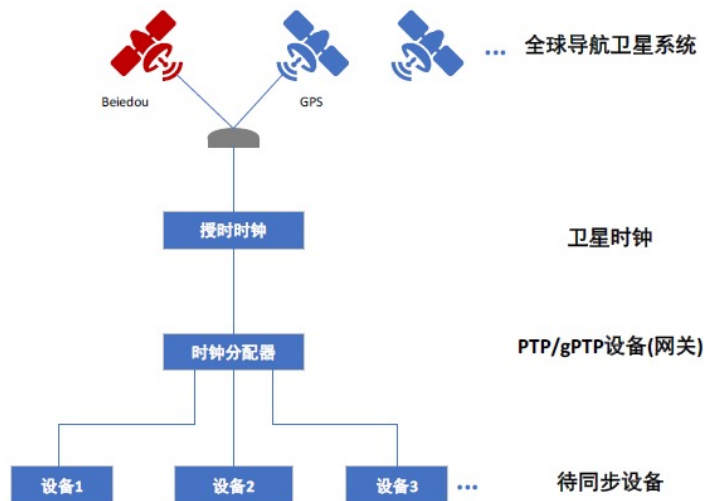 ... 全球导航卫星系统
Beiedou GPS
授时时钟 卫星时钟
时钟分配器 PTP/gPTP设备(网关)
设备1 设备2 设备3 ... 待同步设备